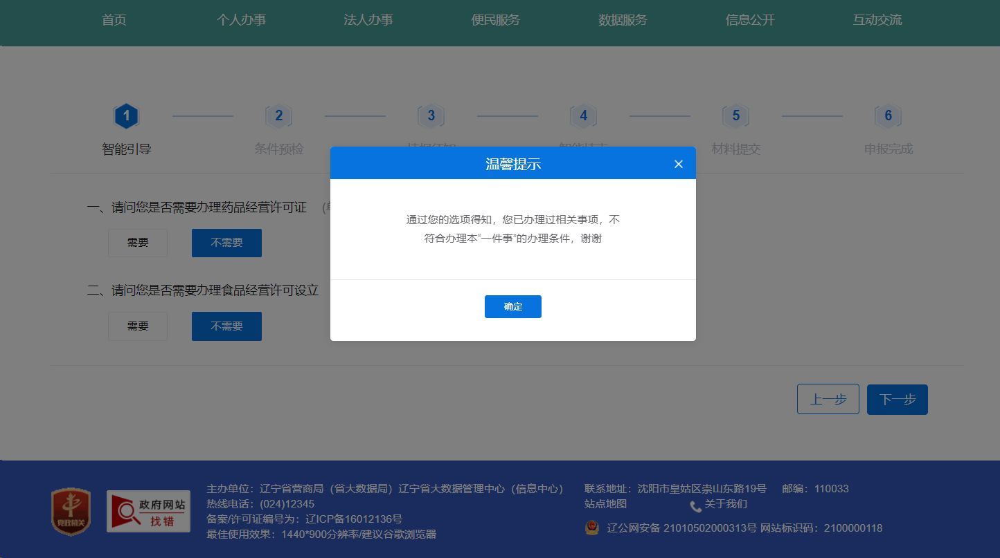 首页 个人办事 法人办事 便民服务 数据服务 信息公开 互动交流
1 2 3 4 5 6
智能引导 条件预检 材料提交 申报完成
温馨提示
一、请问您是否需要办理药品经营许可证
需要 不需要
通过您的选项得知，您已办理过相关事项，不
符合办理本“一件事”的办理条件，谢谢
二、请问您是否需要办理食品经营许可设立
需要 不需要
确定
上一步 下一步
党政机关
政府网站
找错
主办单位：辽宁省营商局（省大数据局）辽宁省大数据管理中心（信息中心）
热线电话：(024)12345
备案/许可证编号为：辽ICP备16012136号
最佳使用效果：1440*900分辨率/建议谷歌浏览器
联系地址：沈阳市皇姑区崇山东路19号 邮编：110033
站点地图 关于我们
辽公网安备 21010502000313号 网站标识码：2100000118